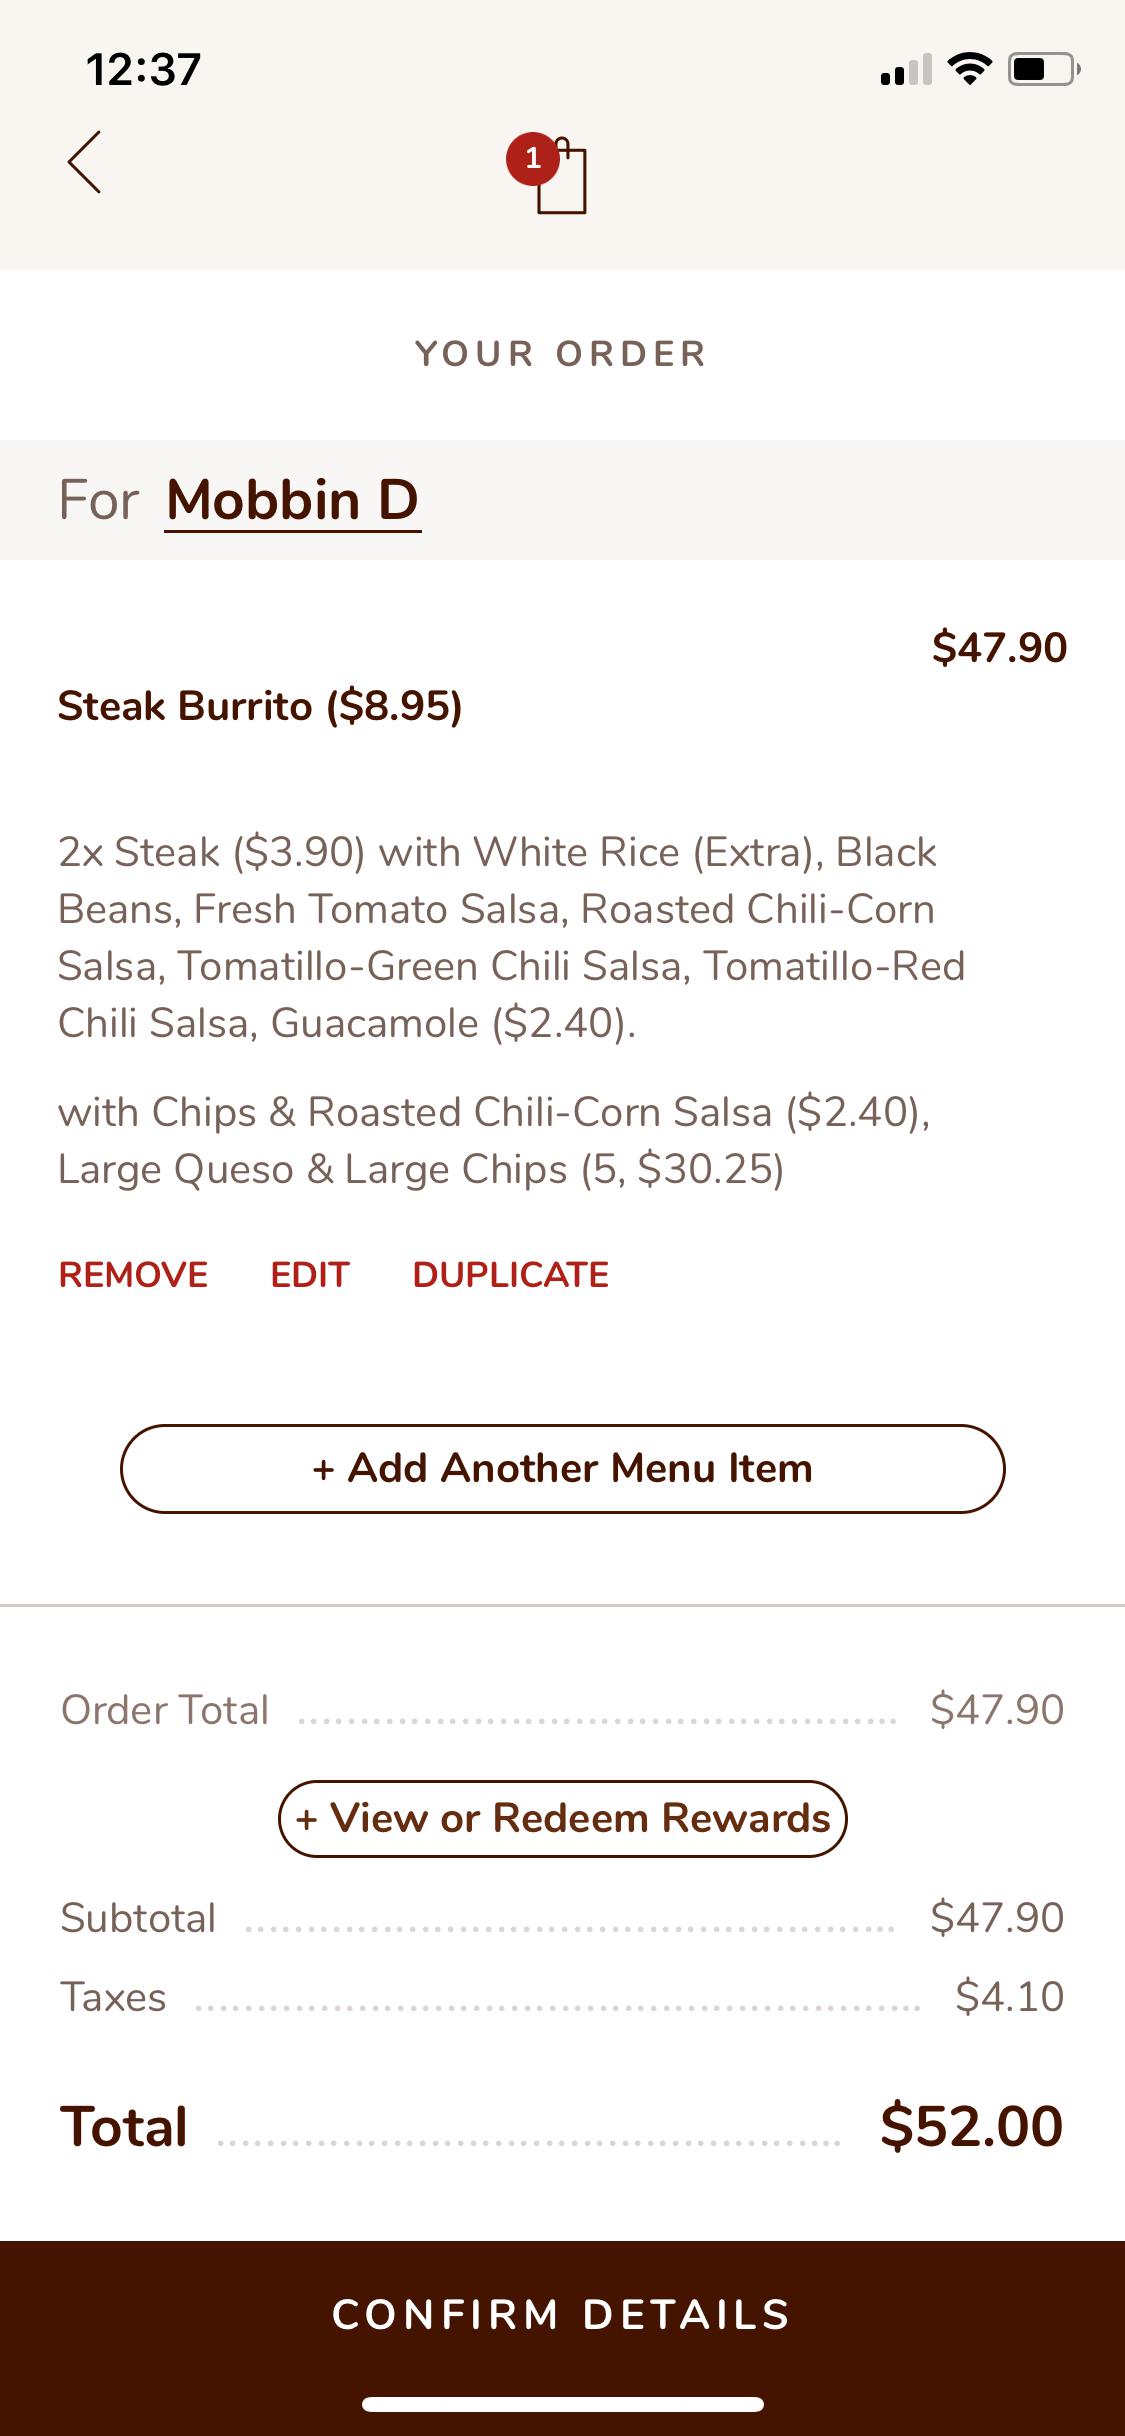 12:37
1
YOUR ORDER
For Mobbin D
$47.90
Steak Burrito ($8.95)
2x Steak ($3.90) with White Rice (Extra), Black
Beans, Fresh Tomato Salsa, Roasted Chili-Corn
Salsa, Tomatillo-Green Chili Salsa, Tomatillo-Red
Chili Salsa, Guacamole ($2.40).
with Chips & Roasted Chili-Corn Salsa ($2.40),
Large Queso & Large Chips (5, $30.25)
REMOVE EDIT DUPLICATE
+ Add Another Menu Item
Order Total $47.90
+ View or Redeem Rewards
Subtotal $47.90
Taxes $4.10
Total $52.00
CONFIRM DETAILS